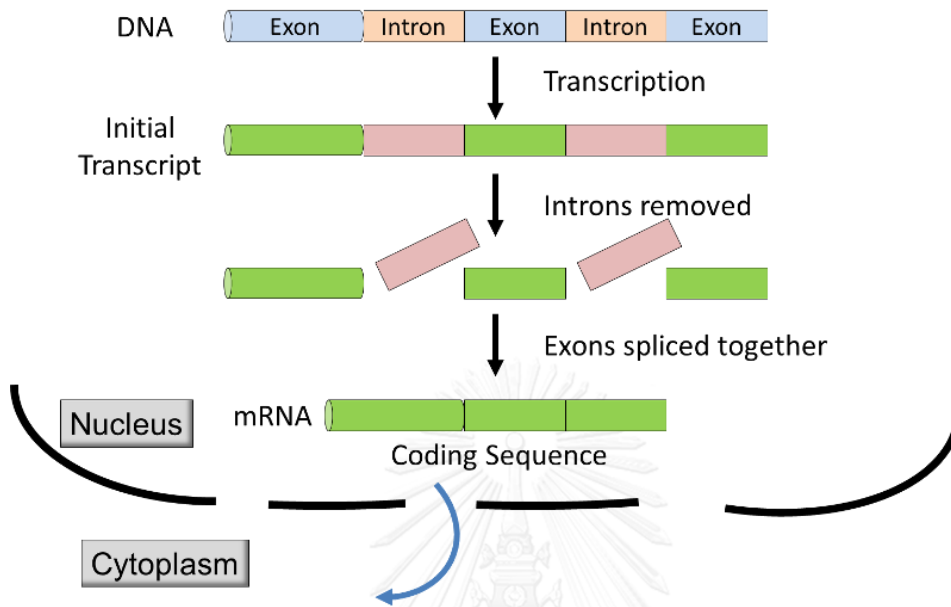 DNA
Exon Intron Exon Intron Exon
Transcription
Initial
Transcript
Introns removed
Exons spliced together
Nucleus
mRNA
Coding Sequence
Cytoplasm